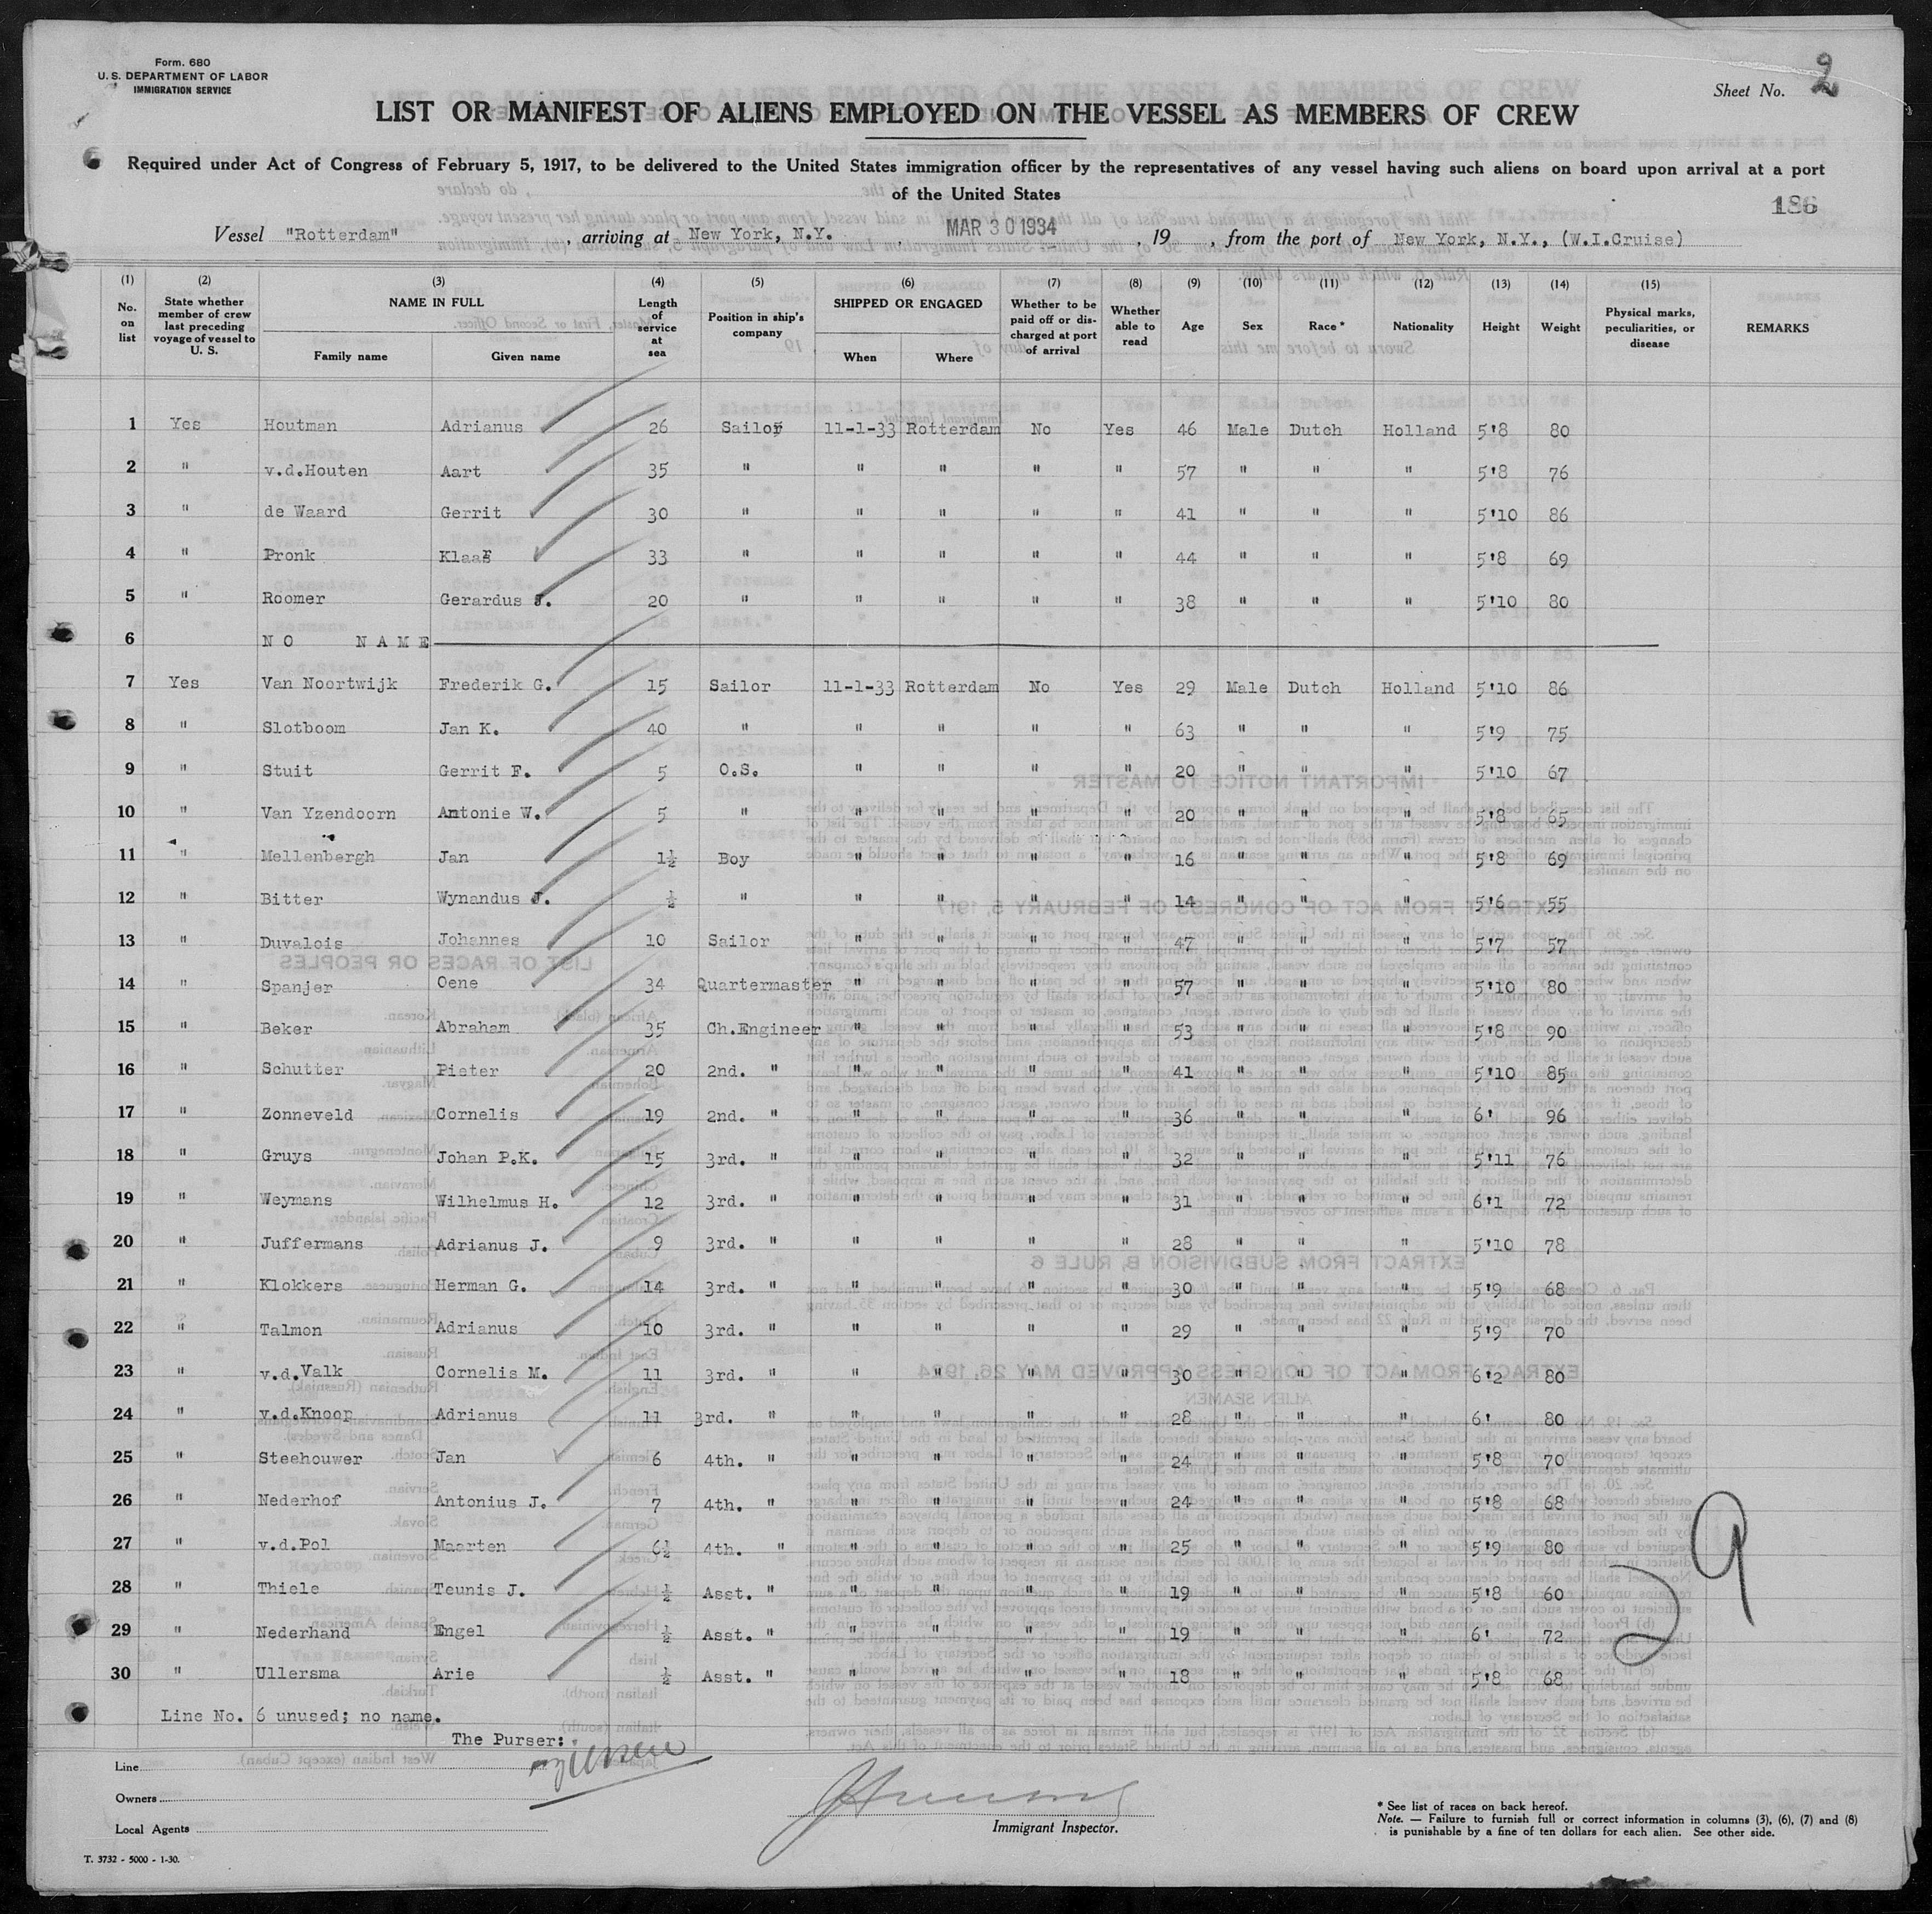 Form. 680
U. S. DEPARTMENT OF LABOR
IMMIGRATION SERVICE
Sheet No. 2
LIST OR MANIFEST OF ALIENS EMPLOYED ON THE VESSEL AS MEMBERS OF CREW
Required under Act of Congress of February 5, 1917, to be delivered to the United States immigration officer by the representatives of any vessel having such aliens on board upon arrival at a port
of the United States
186
Vessel "Rotterdam" , arriving at New York, N.Y. , MAR 30 1934 , 19 , from the port of New York, N.Y., (W.I.Cruise)
(1) (2) (3) (4) (5) (6) (7) (8) (9) (10) (11) (12) (13) (14) (15)
No. on list State whether member of crew last preceding voyage of vessel to U. S. NAME IN FULL Family name Given name Length of service at sea Position in ship's company SHIPPED OR ENGAGED When Where Whether to be paid off or discharged at port of arrival Whether able to read Age Sex Race * Nationality Height Weight Physical marks, peculiarities, or disease REMARKS
1 Yes Houtman Adrianus 26 Sailor 11-1-33 Rotterdam No Yes 46 Male Dutch Holland 5'8 80
2 " v.d.Houten Aart 35 " " " " " 57 " " " 5'8 76
3 " de Waard Gerrit 30 " " " " " 41 " " " 5'10 86
4 " Pronk Klaas 33 " " " " " 44 " " " 5'8 69
5 " Roomer Gerardus J. 20 " " " " " 38 " " " 5'10 80
6 NO NAME
7 Yes Van Noortwijk Frederik G. 15 Sailor 11-1-33 Rotterdam No Yes 29 Male Dutch Holland 5'10 86
8 " Slotboom Jan K. 40 " " " " " 63 " " " 5'9 75
9 " Stuit Gerrit F. 5 O.S. " " " " 20 " " " 5'10 67
10 " Van Yzendoorn Antonie W. 5 " " " " " 20 " " " 5'8 65
11 " Mellenbergh Jan 1½ Boy " " " " 16 " " " 5'8 69
12 " Bitter Wynandus J. ½ " " " " " 14 " " " 5'6 55
13 " Duvalois Johannes 10 Sailor " " " " 47 " " " 5'7 57
14 " Spanjer Oene 34 Quartermaster " " " " 57 " " " 5'10 80
15 " Beker Abraham 35 Ch.Engineer " " " " 53 " " " 5'8 90
16 " Schutter Pieter 20 2nd. " " " " " 41 " " " 5'10 85
17 " Zonneveld Cornelis 19 2nd. " " " " " 36 " " " 6' 96
18 " Gruys Johan P.K. 15 3rd. " " " " " 32 " " " 5'11 76
19 " Weymans Wilhelmus H. 12 3rd. " " " " " 31 " " " 6'1 72
20 " Juffermans Adrianus J. 9 3rd. " " " " " 28 " " " 5'10 78
21 " Klokkers Herman G. 14 3rd. " " " " " 30 " " " 5'9 68
22 " Talmon Adrianus 10 3rd. " " " " " 29 " " " 5'9 70
23 " v.d.Valk Cornelis M. 11 3rd. " " " " " 30 " " " 6'2 80
24 " v.d.Knoop Adrianus 11 3rd. " " " " " 28 " " " 6' 80
25 " Steehouwer Jan 6 4th. " " " " " 24 " " " 5'8 70
26 " Nederhof Antonius J. 7 4th. " " " " " 24 " " " 5'8 68
27 " v.d.Pol Maarten 6½ 4th. " " " " " 25 " " " 5'9 80
28 " Thiele Teunis J. ½ Asst. " " " " " 19 " " " 5'8 60
29 " Nederhand Engel ½ Asst. " " " " " 19 " " " 6' 72
30 " Ullersma Arie ½ Asst. " " " " " 18 " " " 5'8 68
29
Line No. 6 unused; no name.
The Purser:
Line
Owners
Local Agents
Immigrant Inspector.
* See list of races on back hereof.
Note. — Failure to furnish full or correct information in columns (3), (6), (7) and (8)
is punishable by a fine of ten dollars for each alien. See other side.
T. 3732 - 5000 - 1-30.